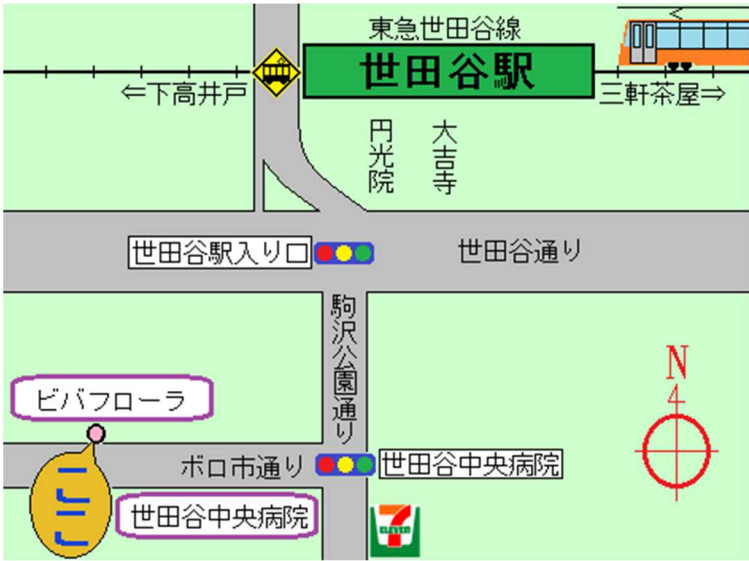 東急世田谷線
世田谷駅
⇐下高井戸
三軒茶屋⇒
円光院
大吉寺
世田谷駅入り口
世田谷通り
駒沢公園通り
N
ビバフローラ
ボロ市通り
世田谷中央病院
ここ
世田谷中央病院
7
ELEVEN